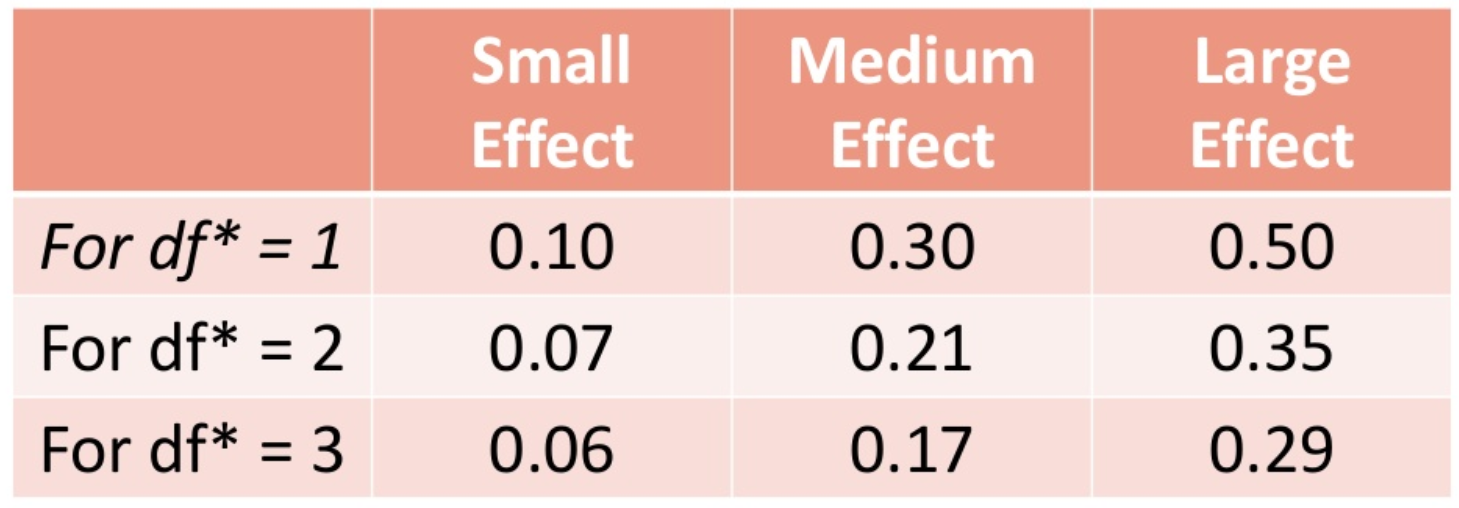 Small Effect Medium Effect Large Effect
For df* = 1 0.10 0.30 0.50
For df* = 2 0.07 0.21 0.35
For df* = 3 0.06 0.17 0.29